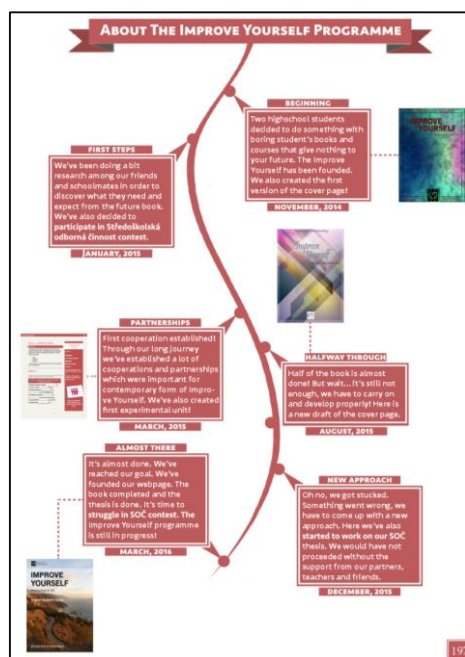 ABOUT THE IMPROVE YOURSELF PROGRAMME
BEGINNING
Two highschool students
decided to do something with
boring student's books and
courses that give nothing to
your future. The Improve
Yourself has been founded.
We also created the first
version of the cover page!
NOVEMBER, 2014
IMPROVE
YOURSELF
FIRST STEPS
We've been doing a bit
research among our friends
and schoolmates in order to
discover what they need and
expect from the future book.
We've also decided to
participate in Středoškolská
odborná činnost contest.
ANUARY, 2015
Improve
Yourself
PARTNERSHIPS
First cooperation established!
Through our long journey
we've established a lot of
cooperations and partnerships
which were important for
contemporary form of Impro-
ve Yourself. We've also created
first experimental unit!
MARCH, 2015
HALFWAY THROUGH
Half of the book is almost
done! But wait... it's still not
enough, we have to carry on
and develop properly! Here is
a new draft of the cover page.
AUGUST, 2015
ALMOST THERE
It's almost done. We've
reached our goal. We've
founded our webpage. The
book completed and the
thesis is done. It's time to
struggle in SOČ contest. The
Improve Yourself programme
is still in progress!
MARCH, 2016
NEW APPROACH
Oh no, we got stucked.
Something went wrong, we
have to come up with a new
approach. Here we've also
started to work on our SOČ
thesis. We would have not
proceeded without the
support from our partners,
teachers and friends.
DECEMBER, 2015
IMPROVE
YOURSELF
197